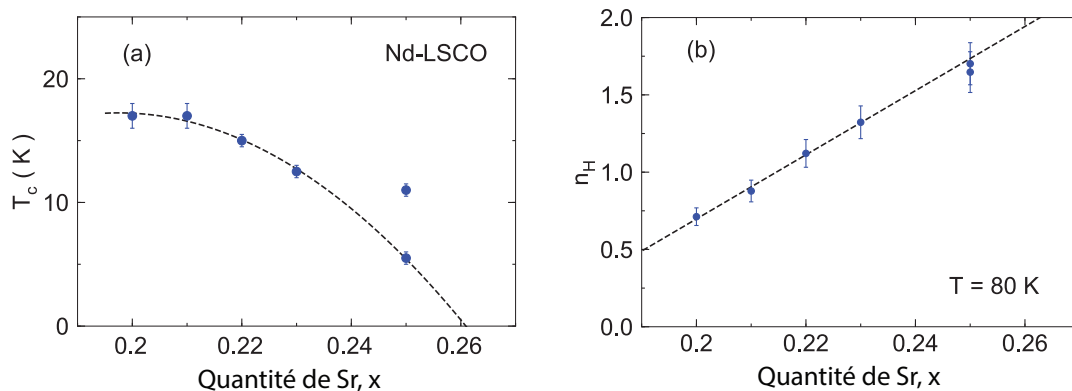 (a)
Nd-LSCO
20
10
0
T_c ( K )
0.2 0.22 0.24 0.26
Quantité de Sr, x
(b)
2.0
1.5
1.0
0.5
0.0
n_H
T = 80 K
0.2 0.22 0.24 0.26
Quantité de Sr, x